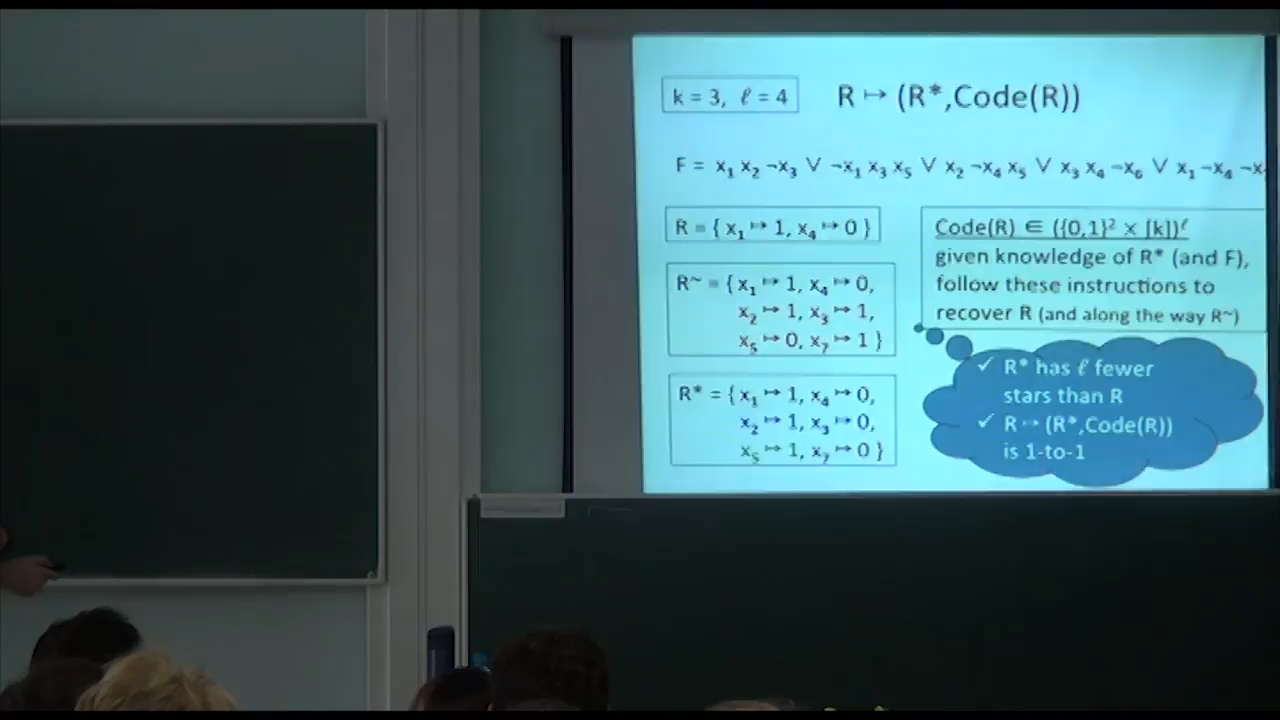 k = 3, ℓ = 4
R ↦ (R*,Code(R))
F = x₁ x₂ ¬x₃ ∨ ¬x₁ x₃ x₅ ∨ x₂ ¬x₄ x₅ ∨ x₃ x₄ ¬x₆ ∨ x₁ ¬x₄ ¬x
R = { x₁ ↦ 1, x₄ ↦ 0 }
R~ = { x₁ ↦ 1, x₄ ↦ 0,
x₂ ↦ 1, x₃ ↦ 1,
x₅ ↦ 0, x₇ ↦ 1 }
R* = { x₁ ↦ 1, x₄ ↦ 0,
x₂ ↦ 1, x₃ ↦ 0,
x₅ ↦ 1, x₇ ↦ 0 }
Code(R) ∈ ({0,1}² × [k])^ℓ
given knowledge of R* (and F),
follow these instructions to
recover R (and along the way R~)
✓ R* has ℓ fewer
stars than R
✓ R ↦ (R*,Code(R))
is 1-to-1